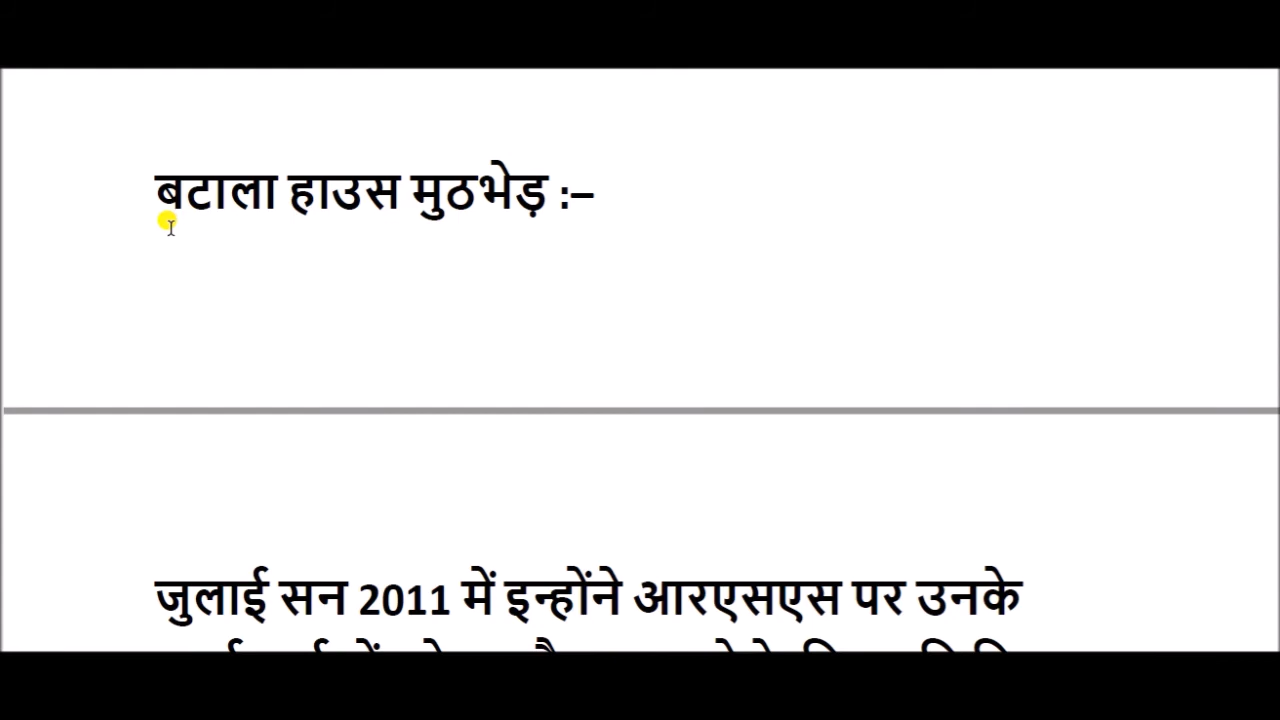 बटाला हाउस मुठभेड़ :–
जुलाई सन 2011 में इन्होंने आरएसएस पर उनके